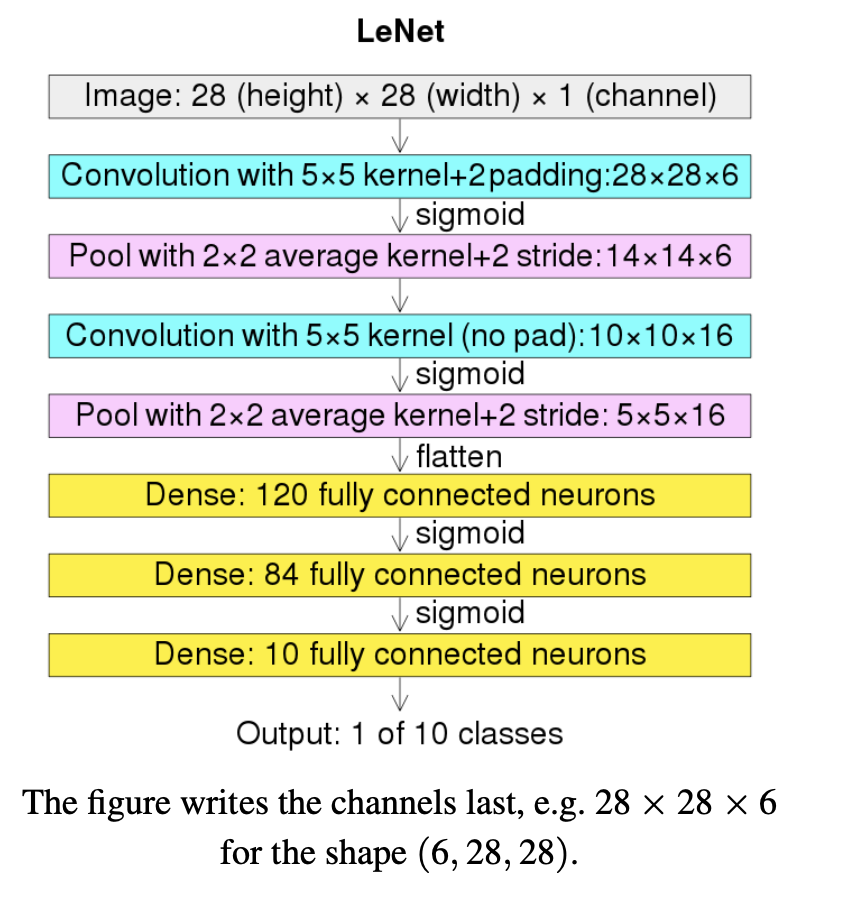 LeNet
Image: 28 (height) × 28 (width) × 1 (channel)
Convolution with 5×5 kernel+2padding:28×28×6
sigmoid
Pool with 2×2 average kernel+2 stride:14×14×6
Convolution with 5×5 kernel (no pad):10×10×16
sigmoid
Pool with 2×2 average kernel+2 stride: 5×5×16
flatten
Dense: 120 fully connected neurons
sigmoid
Dense: 84 fully connected neurons
sigmoid
Dense: 10 fully connected neurons
Output: 1 of 10 classes
The figure writes the channels last, e.g. 28 × 28 × 6
for the shape (6, 28, 28).